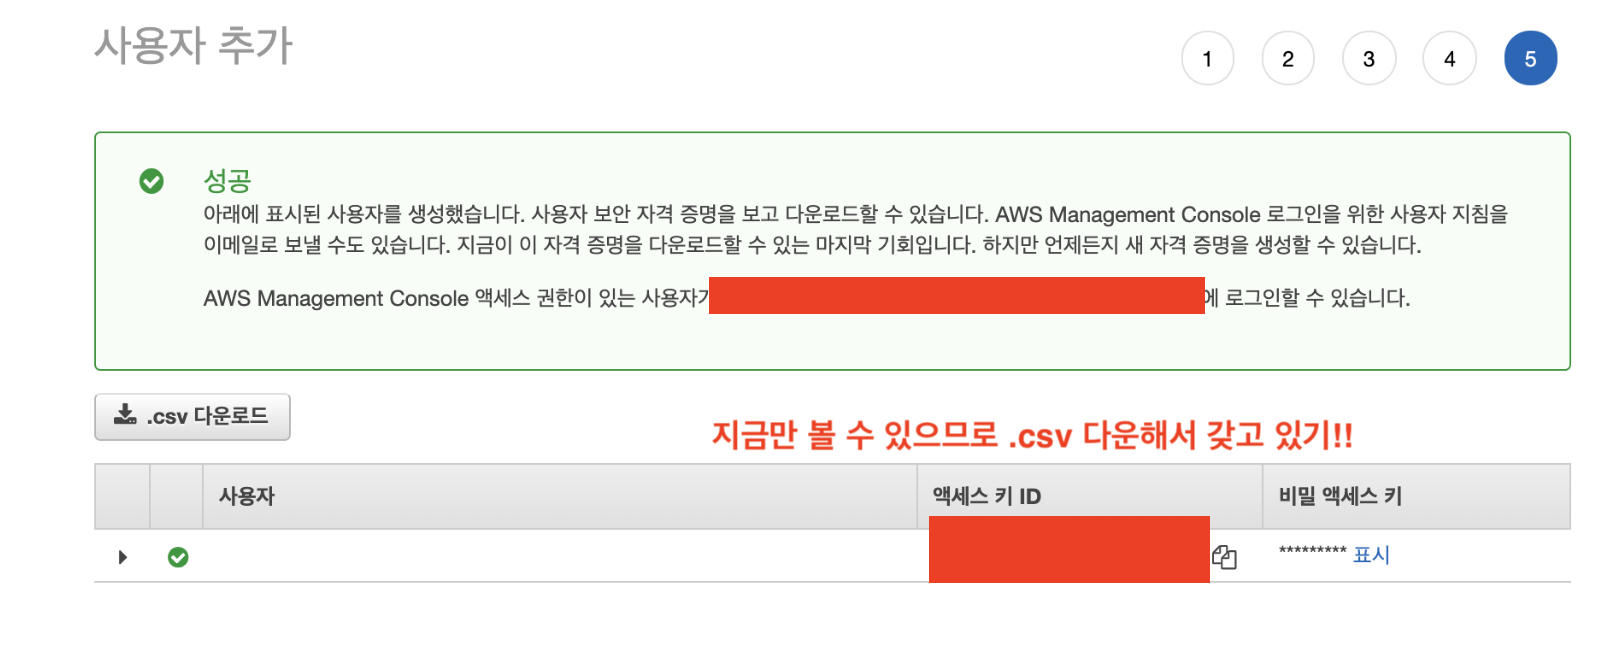 사용자 추가
1 2 3 4 5
성공
아래에 표시된 사용자를 생성했습니다. 사용자 보안 자격 증명을 보고 다운로드할 수 있습니다. AWS Management Console 로그인을 위한 사용자 지침을
이메일로 보낼 수도 있습니다. 지금이 이 자격 증명을 다운로드할 수 있는 마지막 기회입니다. 하지만 언제든지 새 자격 증명을 생성할 수 있습니다.
AWS Management Console 액세스 권한이 있는 사용자가 에 로그인할 수 있습니다.
.csv 다운로드
지금만 볼 수 있으므로 .csv 다운해서 갖고 있기!!
사용자 액세스 키 ID 비밀 액세스 키
********* 표시